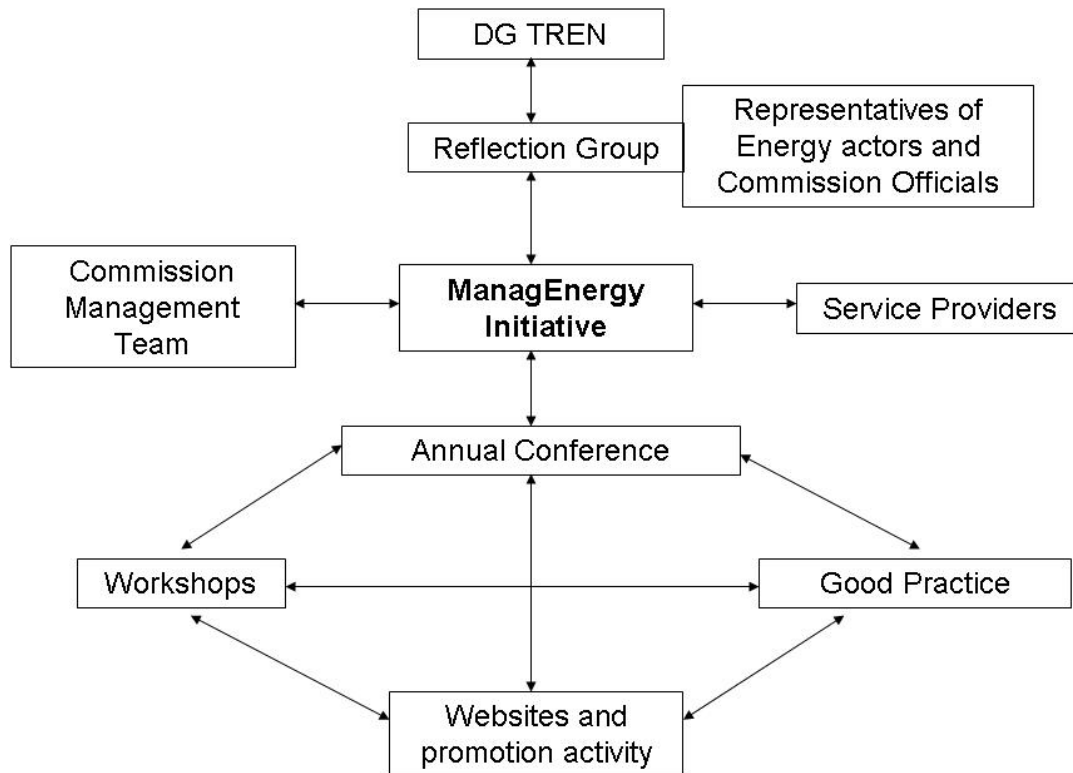 DG TREN
Reflection Group
Representatives of
Energy actors and
Commission Officials
Commission
Management
Team
ManagEnergy
Initiative
Service Providers
Annual Conference
Workshops
Good Practice
Websites and
promotion activity